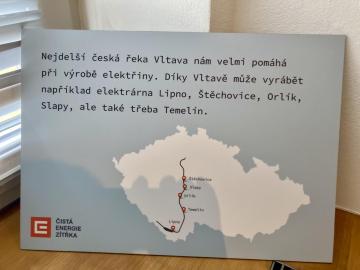 Nejdelší česká řeka Vltava nám velmi pomáhá
při výrobě elektřiny. Díky Vltavě může vyrábět
například elektrárna Lipno, Štěchovice, Orlík,
Slapy, ale také třeba Temelín.
Štěchovice
Slapy
Orlík
Temelín
Lipno
ČISTÁ
ENERGIE
ZÍTŘKA